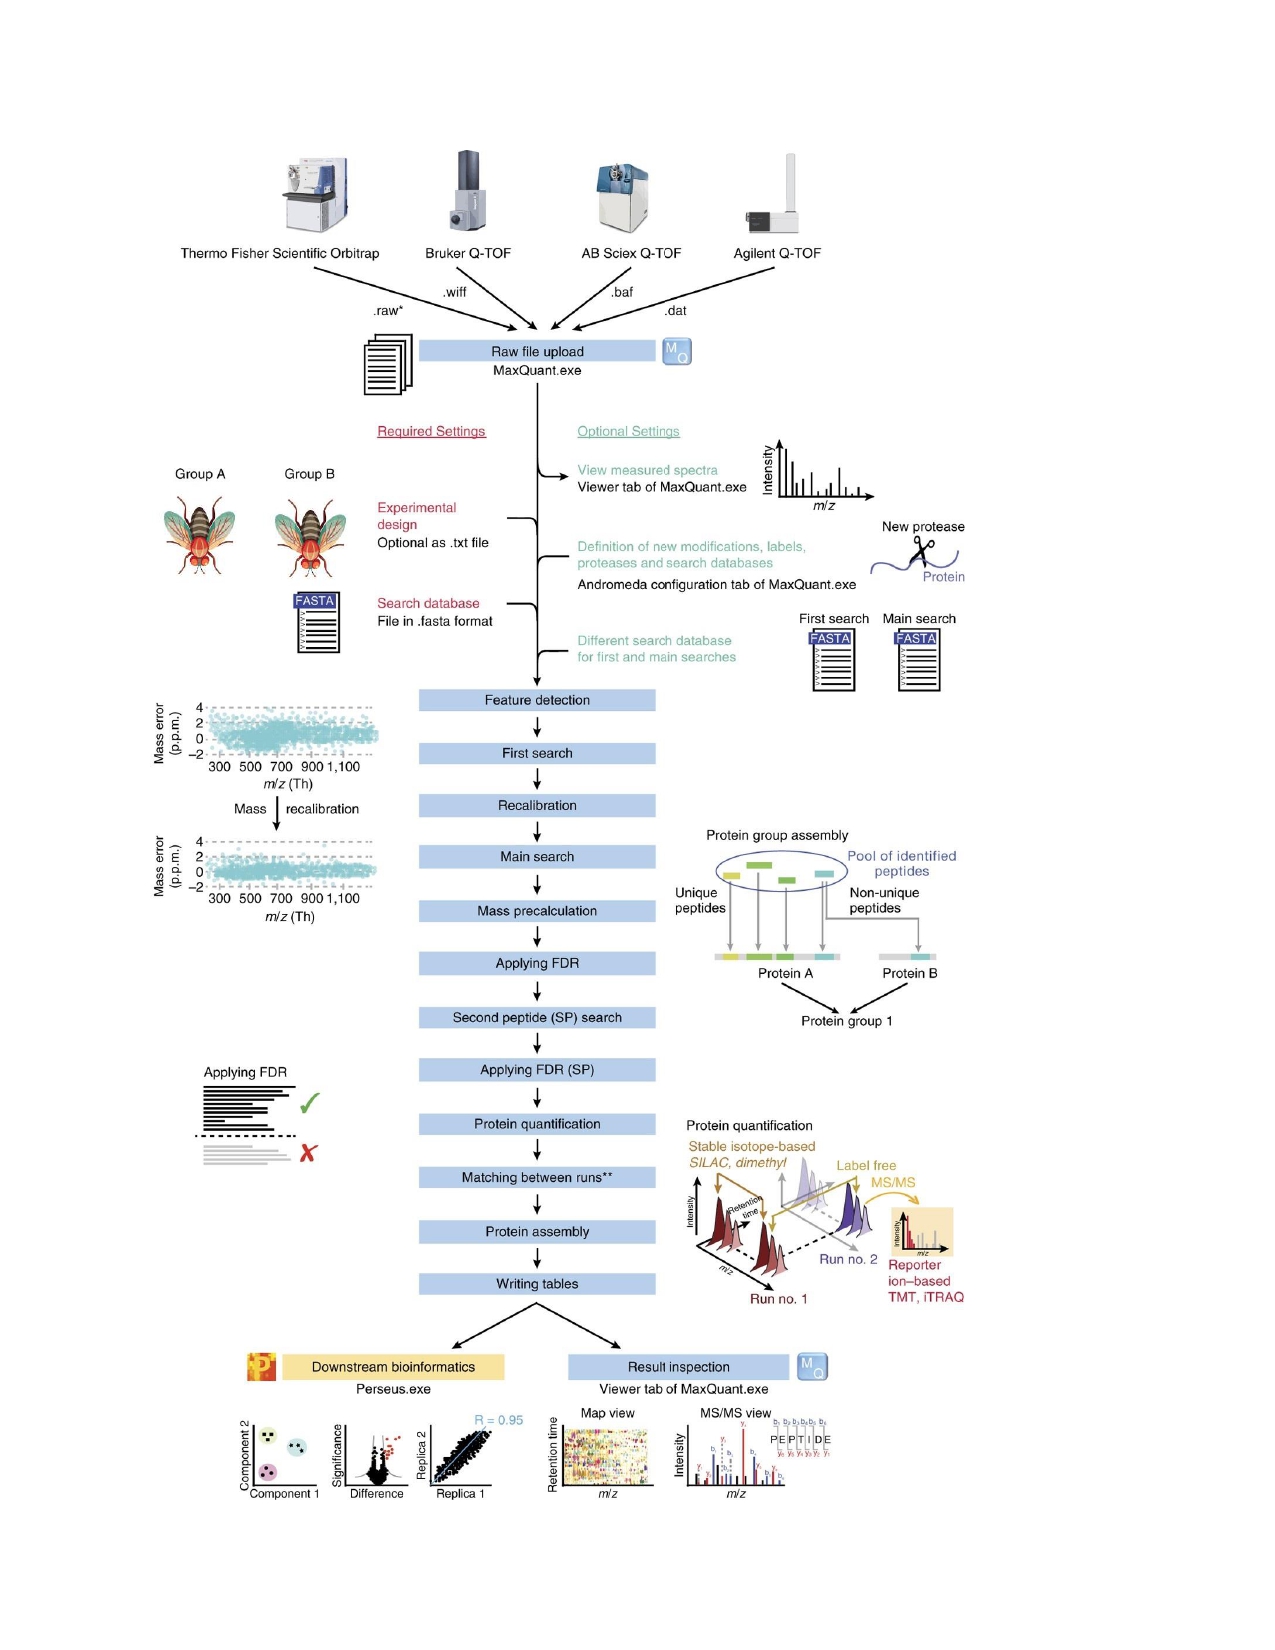 Thermo Fisher Scientific Orbitrap
Bruker Q-TOF
AB Sciex Q-TOF
Agilent Q-TOF
.raw*
.wiff
.baf
.dat
Raw file upload
MaxQuant.exe
M
Q
Required Settings
Optional Settings
Group A
Group B
View measured spectra
Viewer tab of MaxQuant.exe
Intensity
m/z
Experimental
design
Optional as .txt file
Definition of new modifications, labels,
proteases and search databases
Andromeda configuration tab of MaxQuant.exe
New protease
Protein
FASTA
Search database
File in .fasta format
Different search database
for first and main searches
First search
Main search
FASTA
FASTA
Feature detection
First search
Recalibration
Main search
Mass precalculation
Applying FDR
Second peptide (SP) search
Applying FDR (SP)
Protein quantification
Matching between runs**
Protein assembly
Writing tables
Mass error
(p.p.m.)
4
2
0
–2
300 500 700 900 1,100
m/z (Th)
Mass recalibration
Mass error
(p.p.m.)
4
2
0
–2
300 500 700 900 1,100
m/z (Th)
Protein group assembly
Pool of identified
peptides
Unique
peptides
Non-unique
peptides
Protein A
Protein B
Protein group 1
Applying FDR
Protein quantification
Stable isotope-based
SILAC, dimethyl
Label free
MS/MS
Intensity
Retention
time
m/z
Run no. 1
Run no. 2
Intensity
m/z
Reporter
ion–based
TMT, iTRAQ
P
Downstream bioinformatics
Perseus.exe
Result inspection
Viewer tab of MaxQuant.exe
M
Q
Component 2
Component 1
Significance
Difference
R = 0.95
Replica 2
Replica 1
Map view
Retention time
m/z
MS/MS view
Intensity
m/z
PEPTIDE